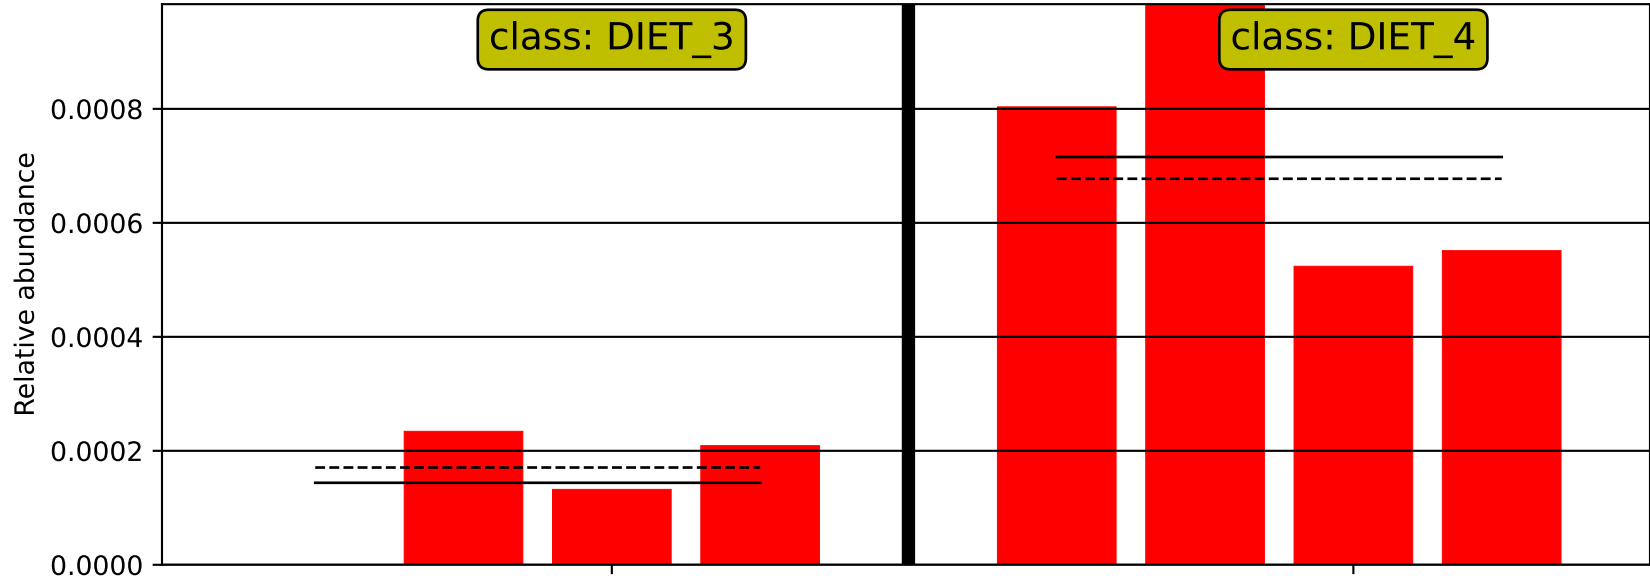 class: DIET_3
class: DIET_4
Relative abundance
0.0008
0.0006
0.0004
0.0002
0.0000